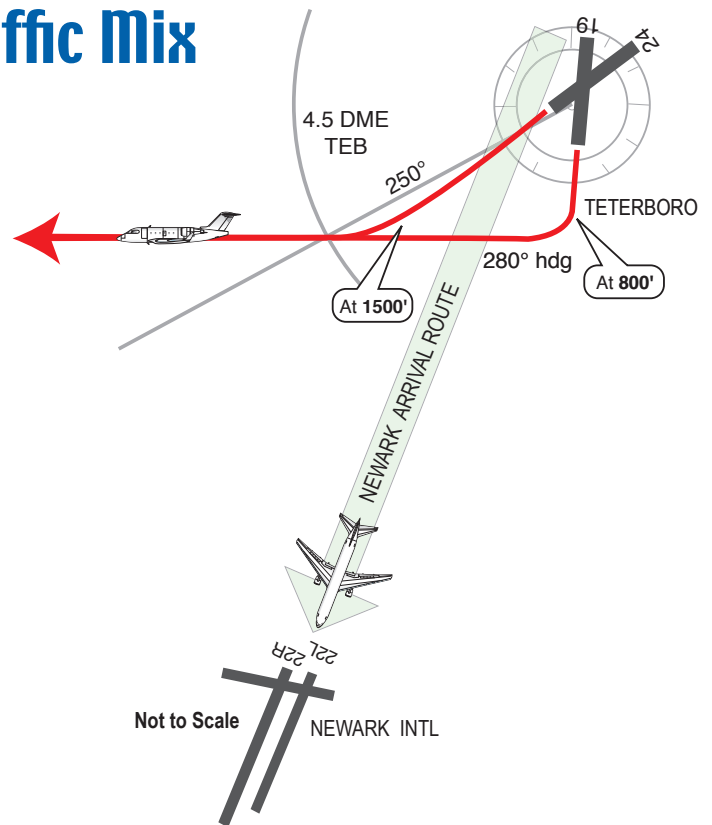 ffic Mix
19
24
4.5 DME
TEB
250°
TETERBORO
280° hdg
At 800'
At 1500'
NEWARK ARRIVAL ROUTE
22R
22L
Not to Scale
NEWARK INTL